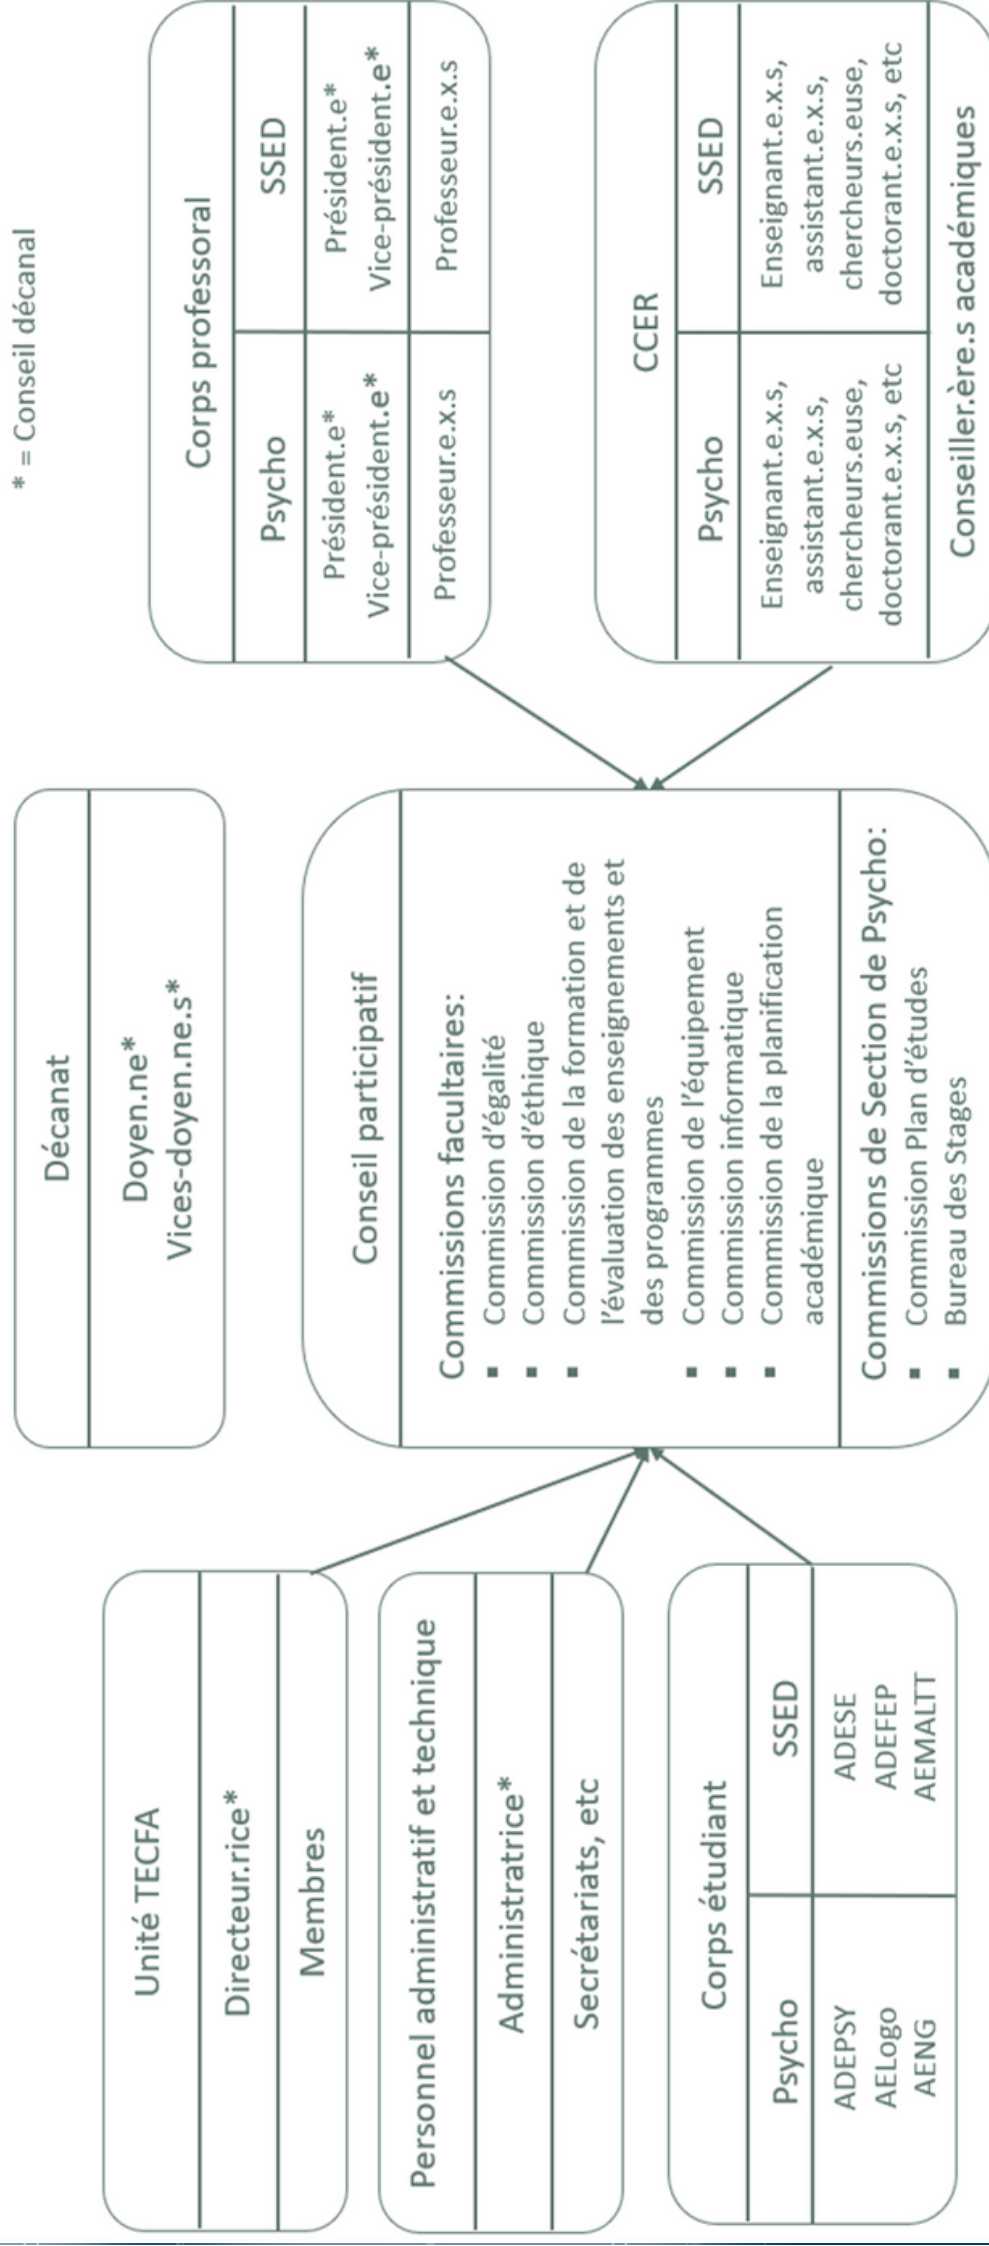 * = Conseil décanal
Unité TECFA
Directeur.rice*
Membres
Personnel administratif et technique
Administratrice*
Secrétariats, etc
Corps étudiant
Psycho
SSED
ADEPSY
AELogo
AENG
ADESE
ADEFEP
AEMALTT
Décanat
Doyen.ne*
Vices-doyen.ne.s*
Conseil participatif
Commissions facultaires:
▪ Commission d'égalité
▪ Commission d'éthique
▪ Commission de la formation et de
l'évaluation des enseignements et
des programmes
▪ Commission de l'équipement
▪ Commission informatique
▪ Commission de la planification
académique
Commissions de Section de Psycho:
▪ Commission Plan d'études
▪ Bureau des Stages
Corps professoral
Psycho
SSED
Président.e*
Vice-président.e*
Professeur.e.x.s
Président.e*
Vice-président.e*
Professeur.e.x.s
CCER
Psycho
SSED
Enseignant.e.x.s,
assistant.e.x.s,
chercheurs.euse,
doctorant.e.x.s, etc
Enseignant.e.x.s,
assistant.e.x.s,
chercheurs.euse,
doctorant.e.x.s, etc
Conseiller.ère.s académiques